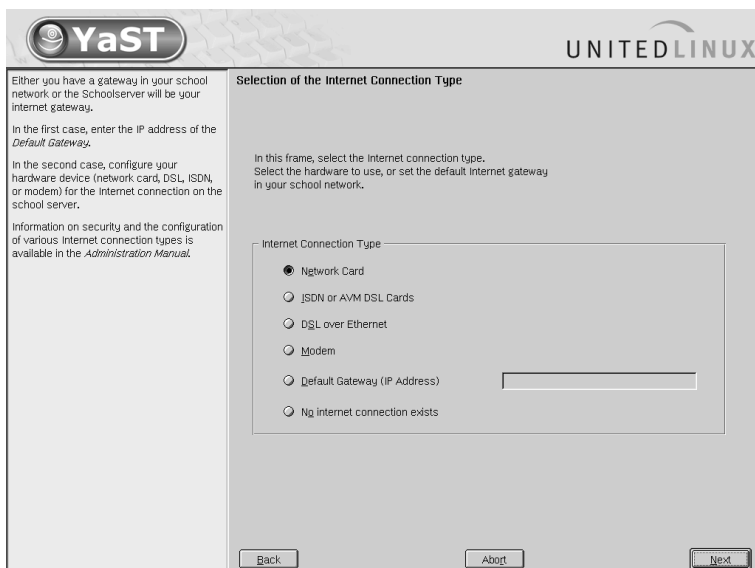 YaST
UNITEDLINUX
Either you have a gateway in your school
network or the Schoolserver will be your
internet gateway.
In the first case, enter the IP address of the
Default Gateway.
In the second case, configure your
hardware device (network card, DSL, ISDN,
or modem) for the Internet connection on the
school server.
Information on security and the configuration
of various Internet connection types is
available in the Administration Manual.
Selection of the Internet Connection Type
In this frame, select the Internet connection type.
Select the hardware to use, or set the default Internet gateway
in your school network.
Internet Connection Type
Network Card
ISDN or AVM DSL Cards
DSL over Ethernet
Modem
Default Gateway (IP Address)
No internet connection exists
Back
Abort
Next